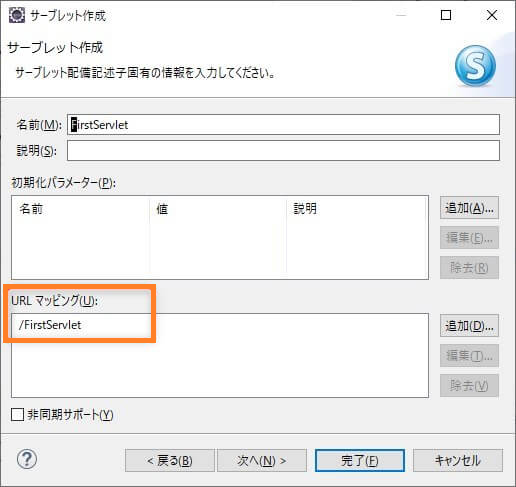 サーブレット作成
サーブレット作成
サーブレット配備記述子固有の情報を入力してください。
S
名前(M): FirstServlet
説明(S):
初期化パラメーター(P):
名前 値 説明
追加(A)...
編集(E)...
除去(R)
URL マッピング(U):
/FirstServlet
追加(D)...
編集(T)...
除去(V)
非同期サポート(Y)
? < 戻る(B) 次へ(N) > 完了(F) キャンセル